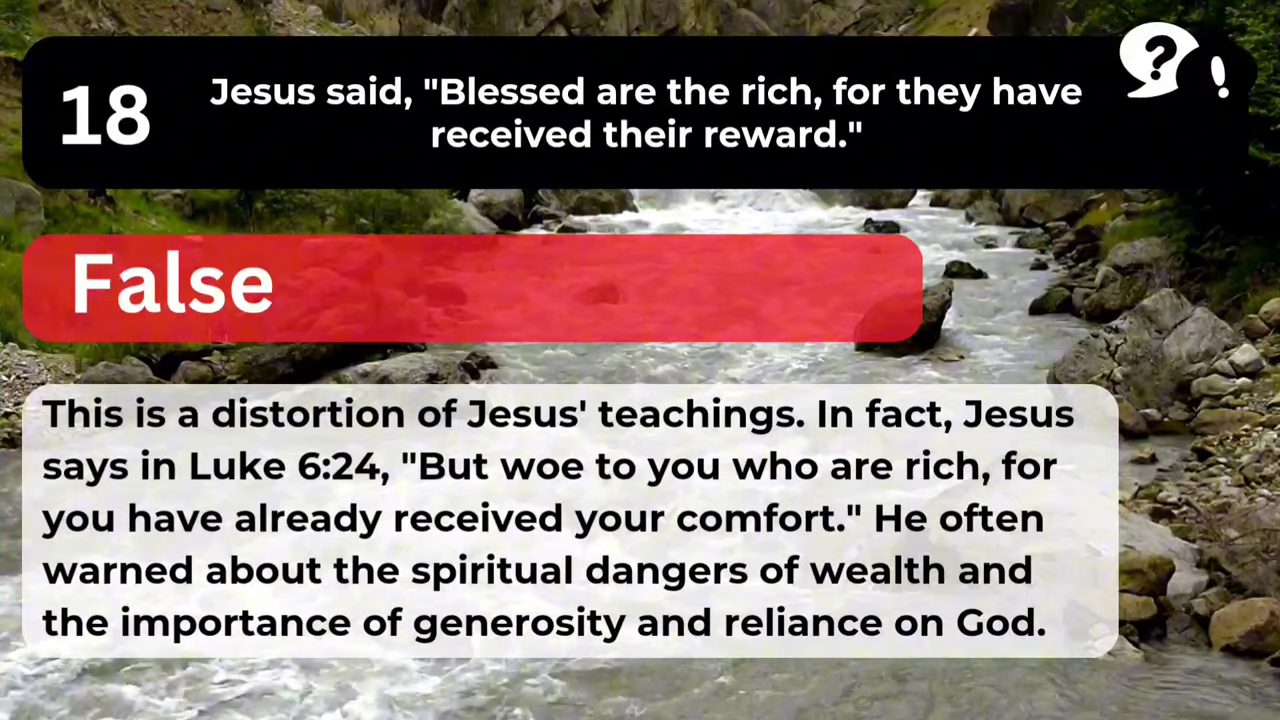 18
Jesus said, "Blessed are the rich, for they have
received their reward."
?
!
False
This is a distortion of Jesus' teachings. In fact, Jesus
says in Luke 6:24, "But woe to you who are rich, for
you have already received your comfort." He often
warned about the spiritual dangers of wealth and
the importance of generosity and reliance on God.